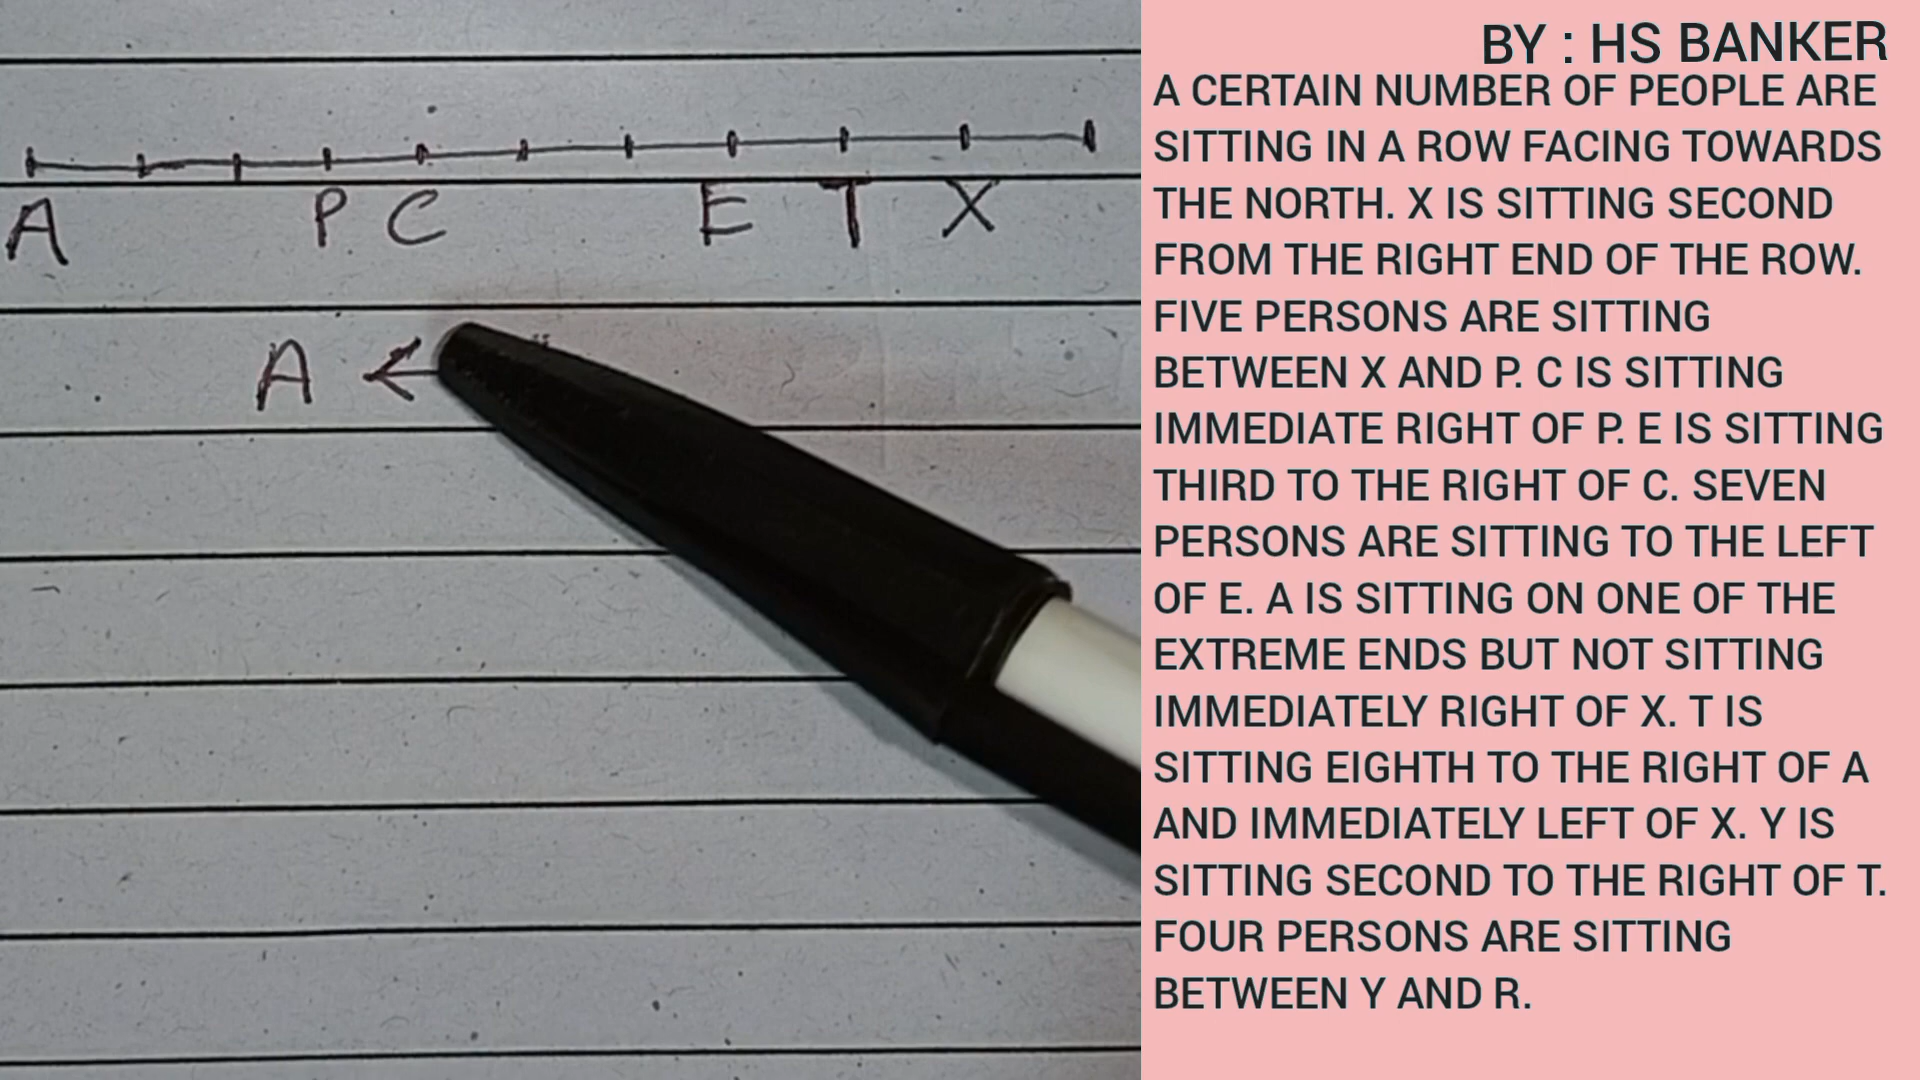 BY : HS BANKER
A CERTAIN NUMBER OF PEOPLE ARE
SITTING IN A ROW FACING TOWARDS
THE NORTH. X IS SITTING SECOND
FROM THE RIGHT END OF THE ROW.
FIVE PERSONS ARE SITTING
BETWEEN X AND P. C IS SITTING
IMMEDIATE RIGHT OF P. E IS SITTING
THIRD TO THE RIGHT OF C. SEVEN
PERSONS ARE SITTING TO THE LEFT
OF E. A IS SITTING ON ONE OF THE
EXTREME ENDS BUT NOT SITTING
IMMEDIATELY RIGHT OF X. T IS
SITTING EIGHTH TO THE RIGHT OF A
AND IMMEDIATELY LEFT OF X. Y IS
SITTING SECOND TO THE RIGHT OF T.
FOUR PERSONS ARE SITTING
BETWEEN Y AND R.
A P C E T X
A ←